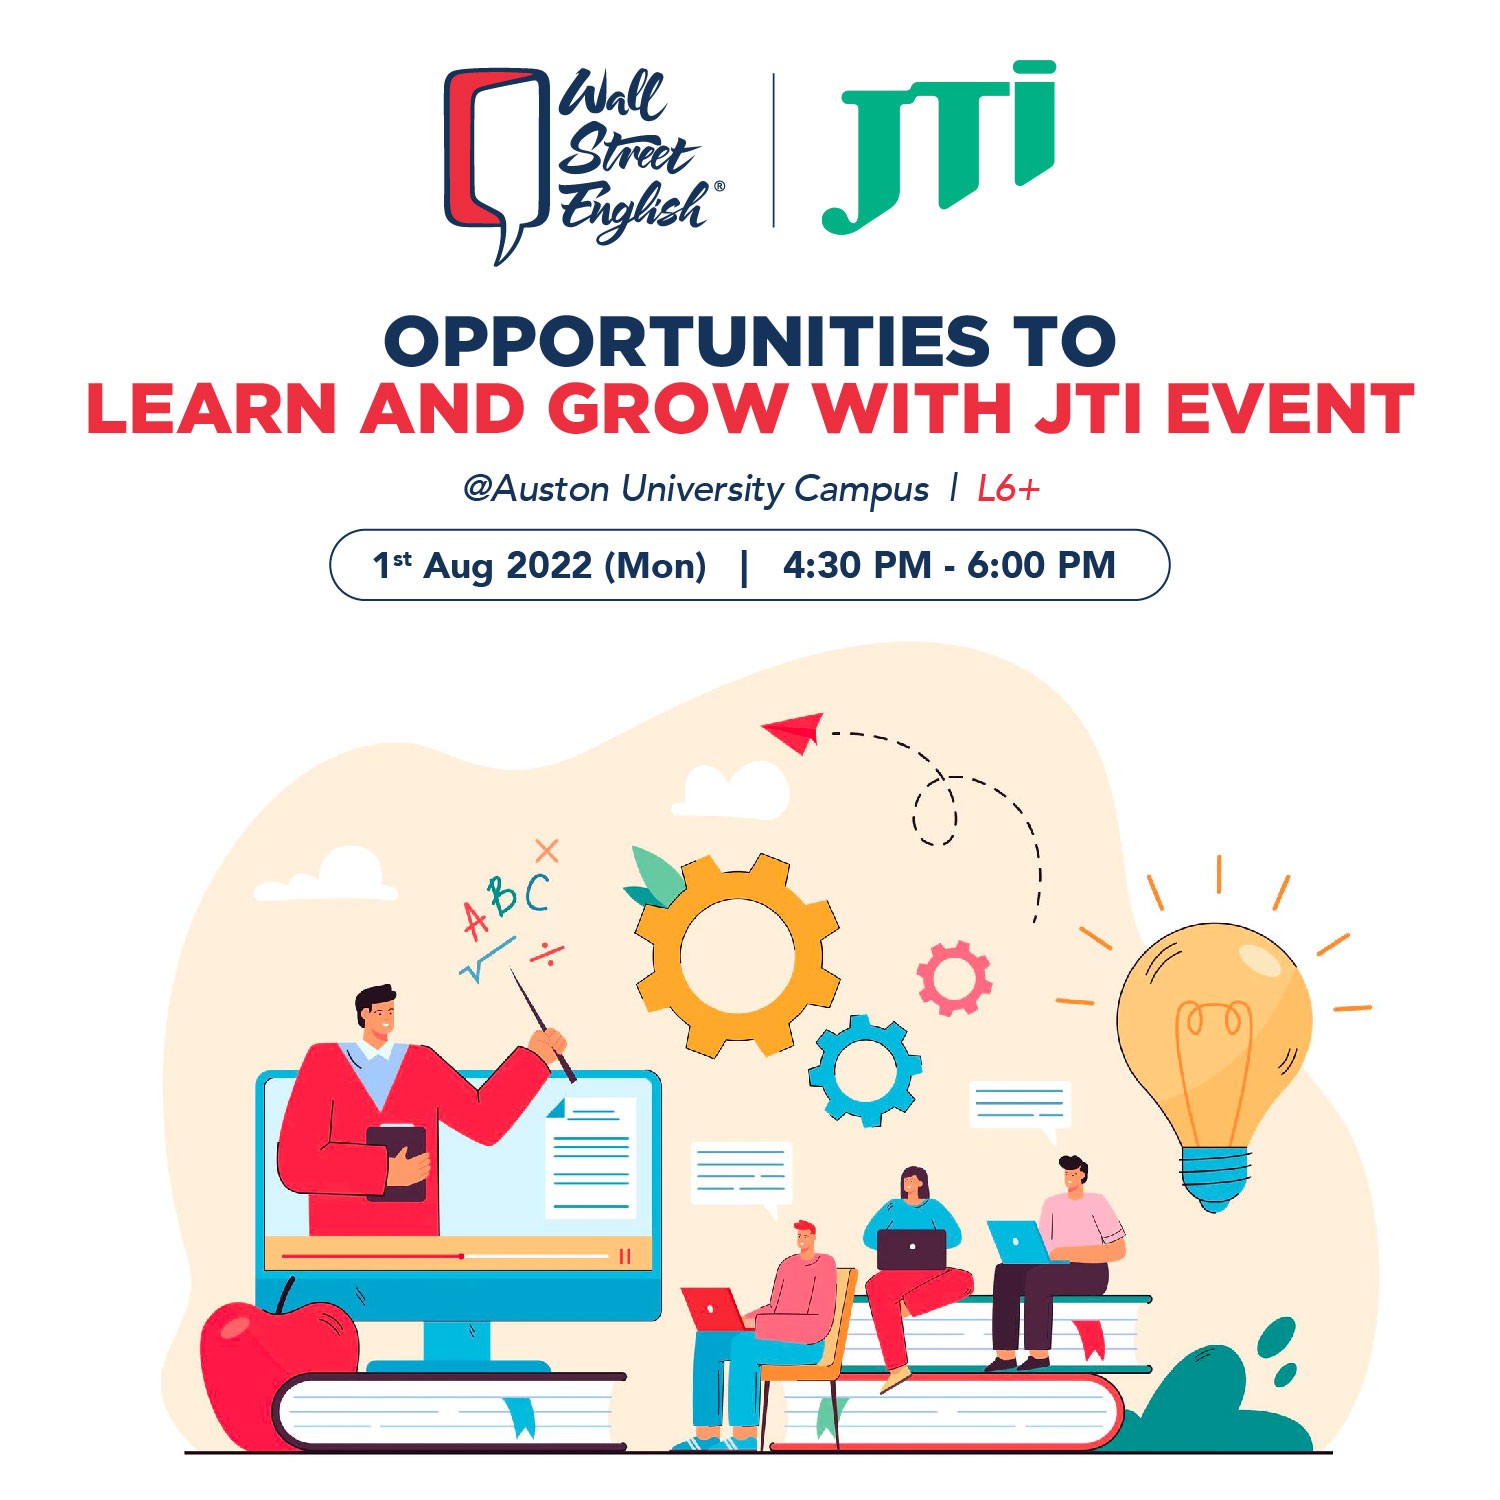 Wall
Street
English®
JTi
OPPORTUNITIES TO
LEARN AND GROW WITH JTI EVENT
@Auston University Campus | L6+
1st Aug 2022 (Mon) | 4:30 PM - 6:00 PM
×
ABC
√ ÷